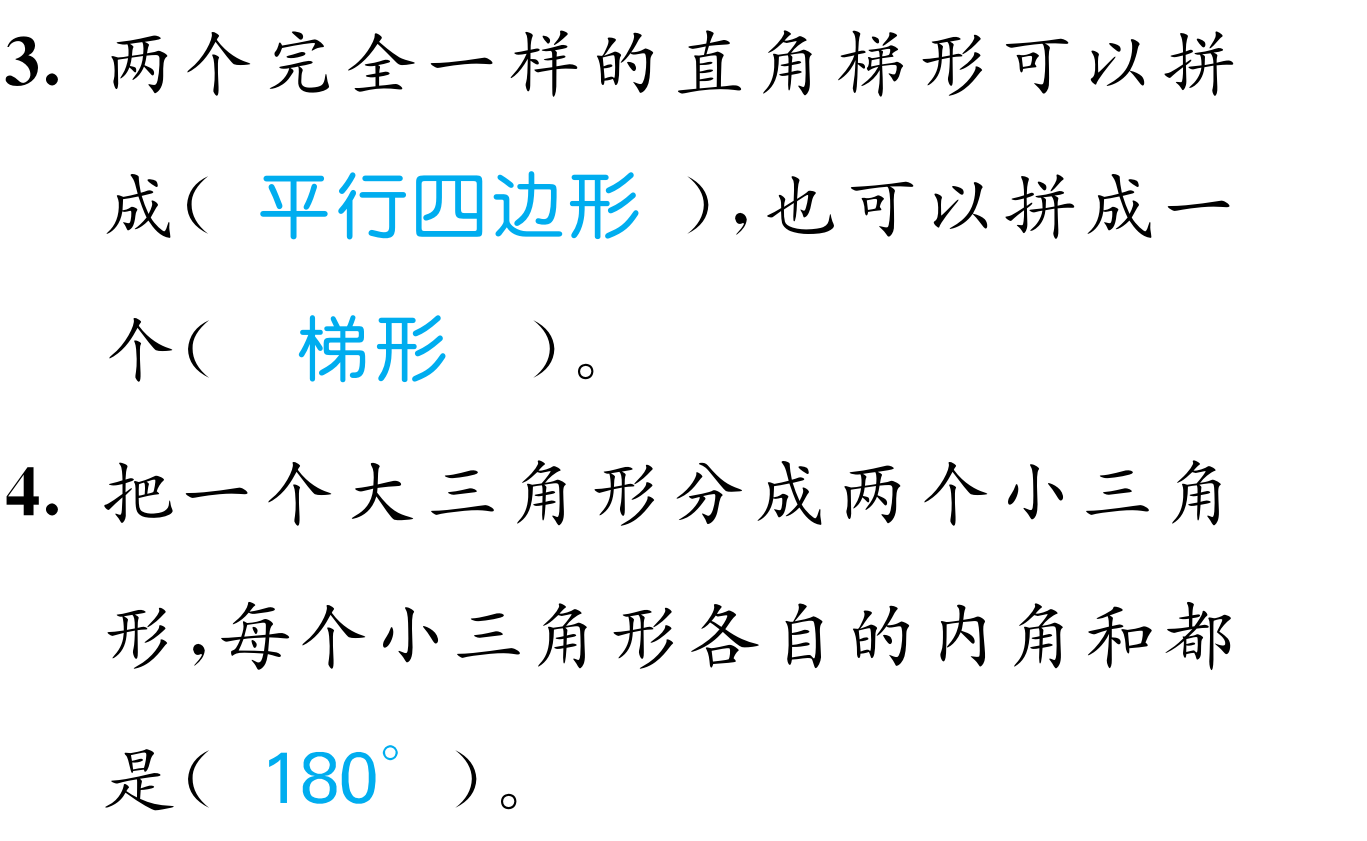 3. 两个完全一样的直角梯形可以拼
成( 平行四边形 ),也可以拼成一
个( 梯形 )。
4. 把一个大三角形分成两个小三角
形,每个小三角形各自的内角和都
是( 180° )。